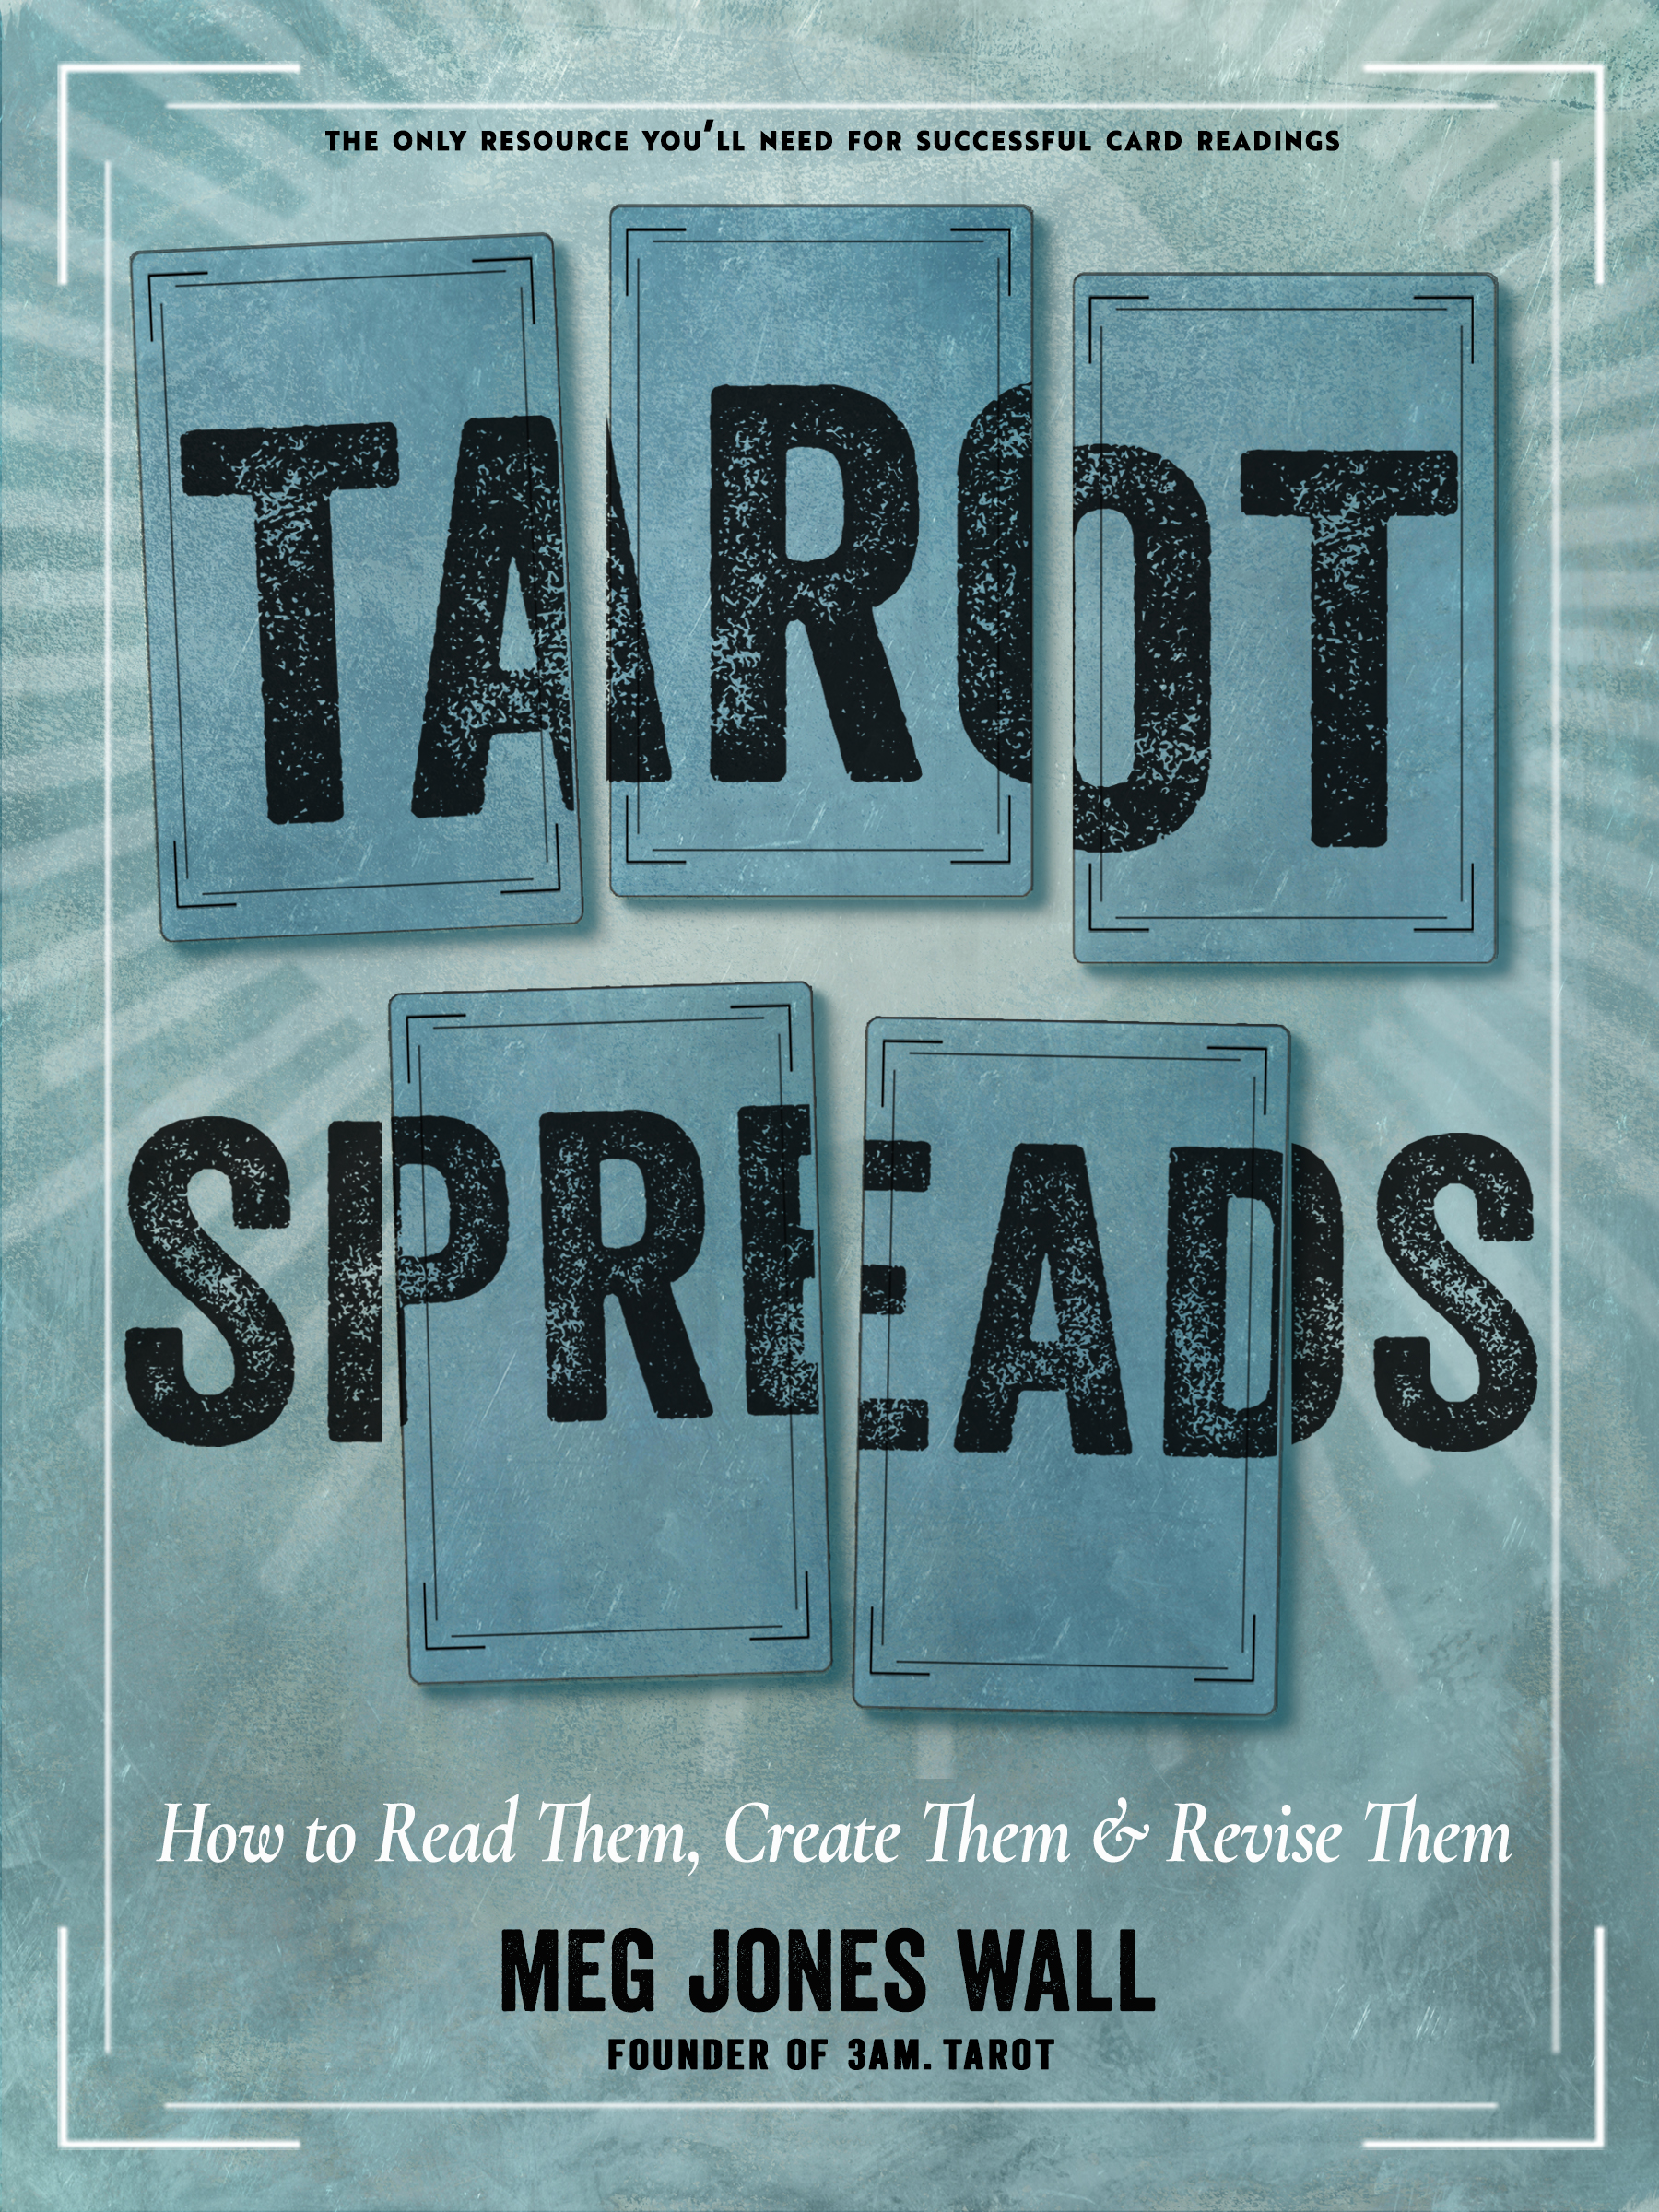 THE ONLY RESOURCE YOU'LL NEED FOR SUCCESSFUL CARD READINGS
TAROT
SPREADS
How to Read Them, Create Them & Revise Them
MEG JONES WALL
FOUNDER OF 3AM. TAROT